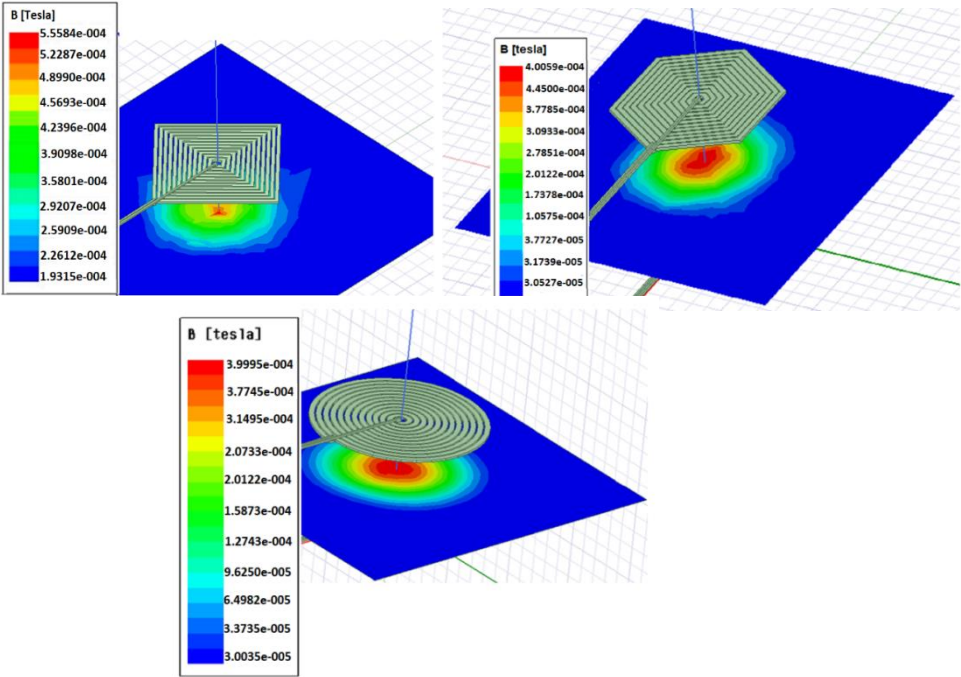 B [Tesla]
5.5584e-004
5.2287e-004
4.8990e-004
4.5693e-004
4.2396e-004
3.9098e-004
3.5801e-004
2.9207e-004
2.5909e-004
2.2612e-004
1.9315e-004
B [tesla]
4.0059e-004
4.4500e-004
3.7785e-004
3.0933e-004
2.7851e-004
2.0122e-004
1.7378e-004
1.0575e-004
3.7727e-005
3.1739e-005
3.0527e-005
B [tesla]
3.9995e-004
3.7745e-004
3.1495e-004
2.0733e-004
2.0122e-004
1.5873e-004
1.2743e-004
9.6250e-005
6.4982e-005
3.3735e-005
3.0035e-005